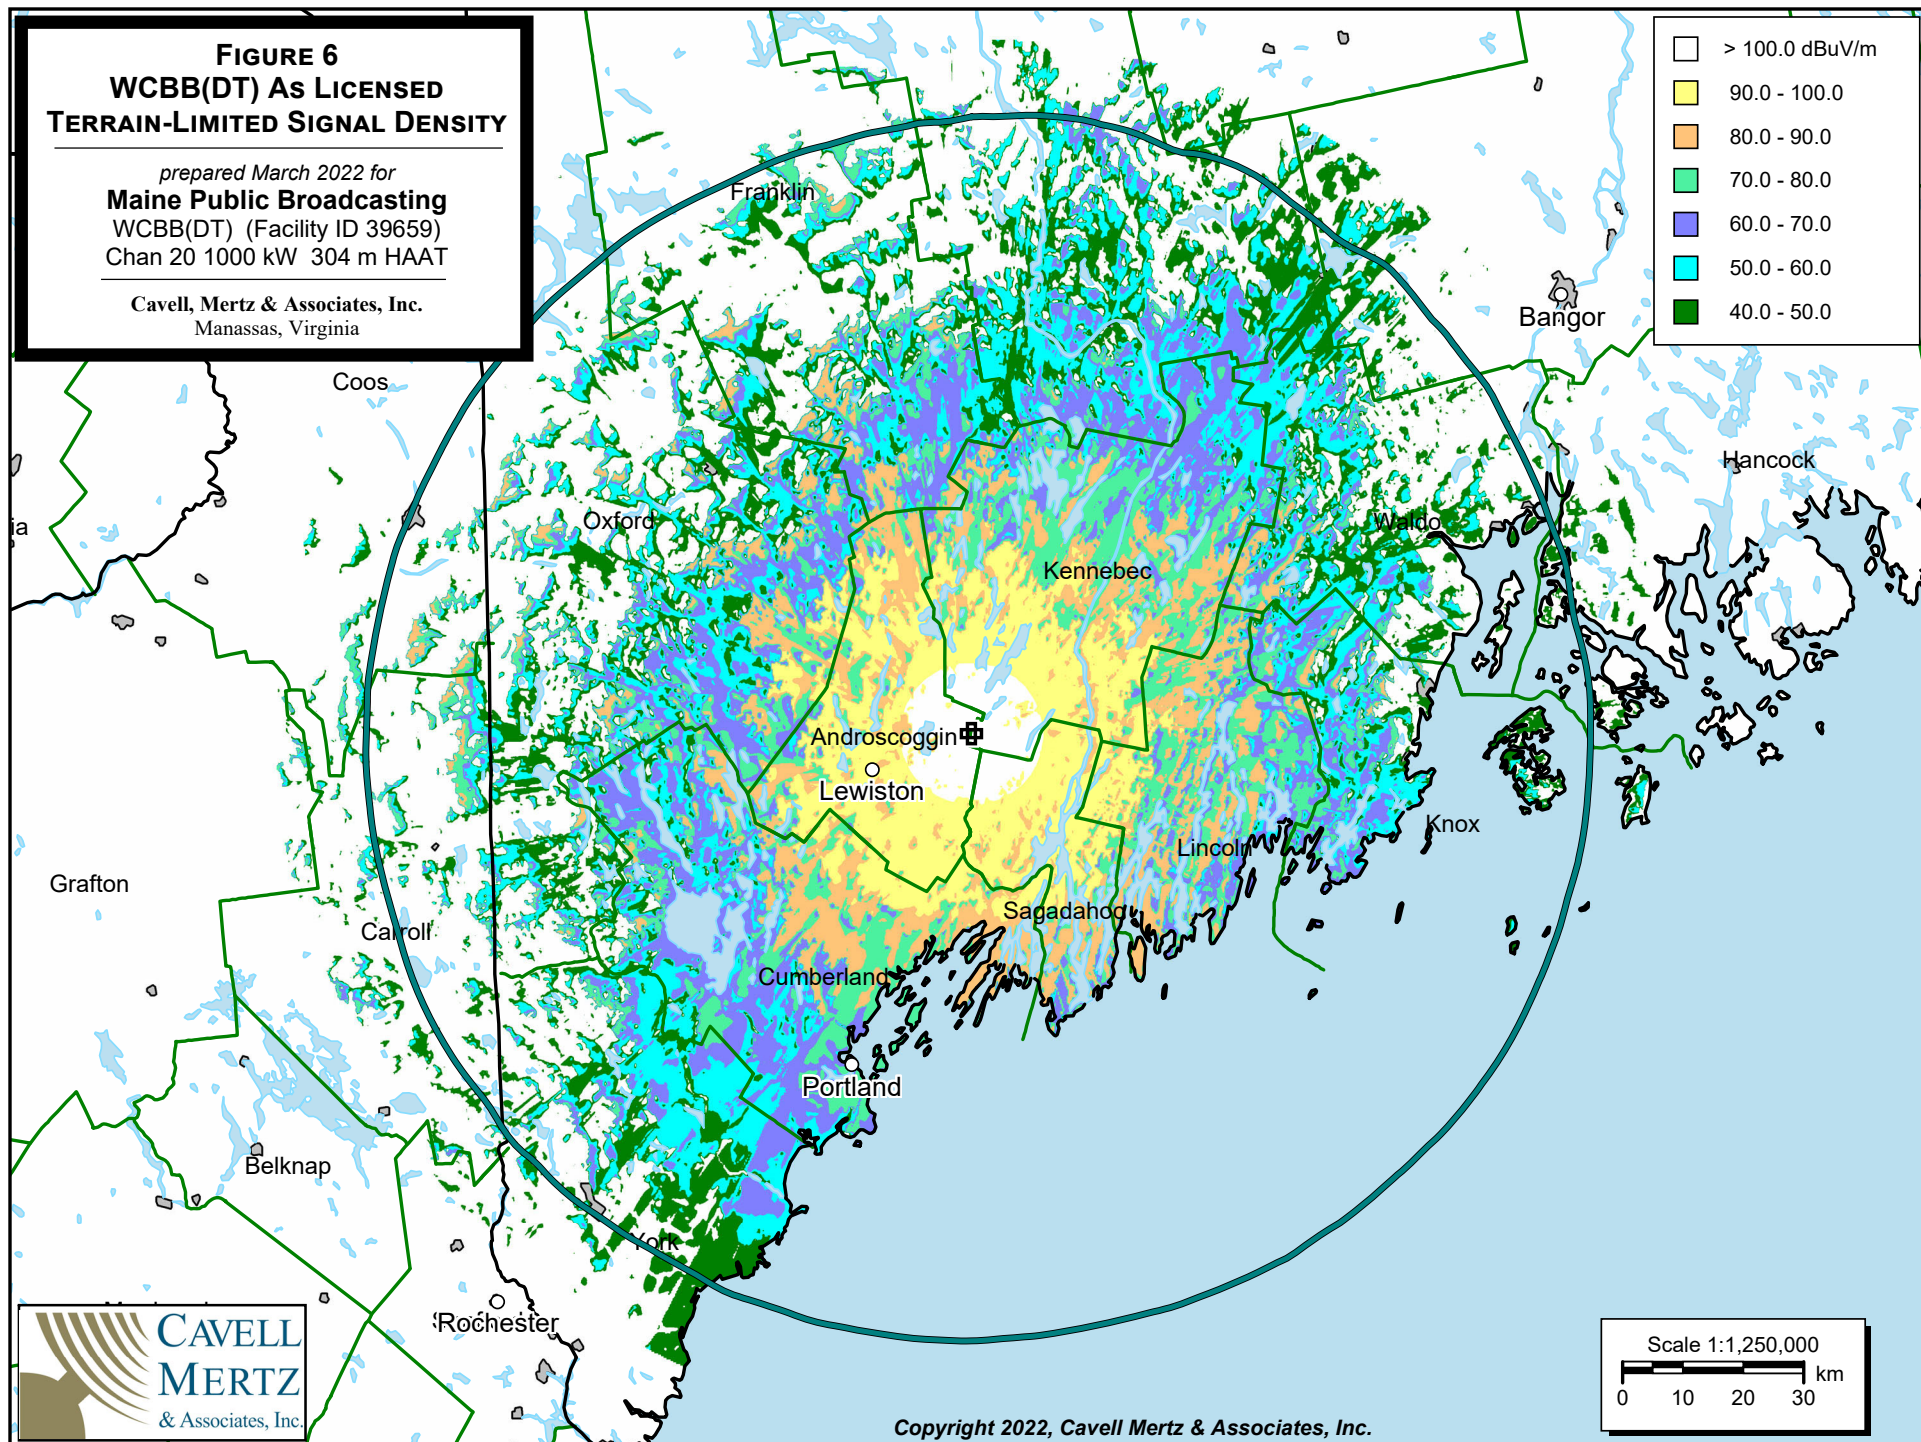 FIGURE 6
WCBB(DT) AS LICENSED
TERRAIN-LIMITED SIGNAL DENSITY
prepared March 2022 for
Maine Public Broadcasting
WCBB(DT) (Facility ID 39659)
Chan 20 1000 kW 304 m HAAT
Cavell, Mertz & Associates, Inc.
Manassas, Virginia
> 100.0 dBuV/m
90.0 - 100.0
80.0 - 90.0
70.0 - 80.0
60.0 - 70.0
50.0 - 60.0
40.0 - 50.0
Franklin
Bangor
Coos
Hancock
Oxford
Waldo
ia
Kennebec
Androscoggin
Lewiston
Knox
Lincoln
Grafton
Sagadahoc
Carroll
Cumberland
Portland
Belknap
York
Rochester
CAVELL
MERTZ
& Associates, Inc.
Scale 1:1,250,000
km
0 10 20 30
Copyright 2022, Cavell Mertz & Associates, Inc.